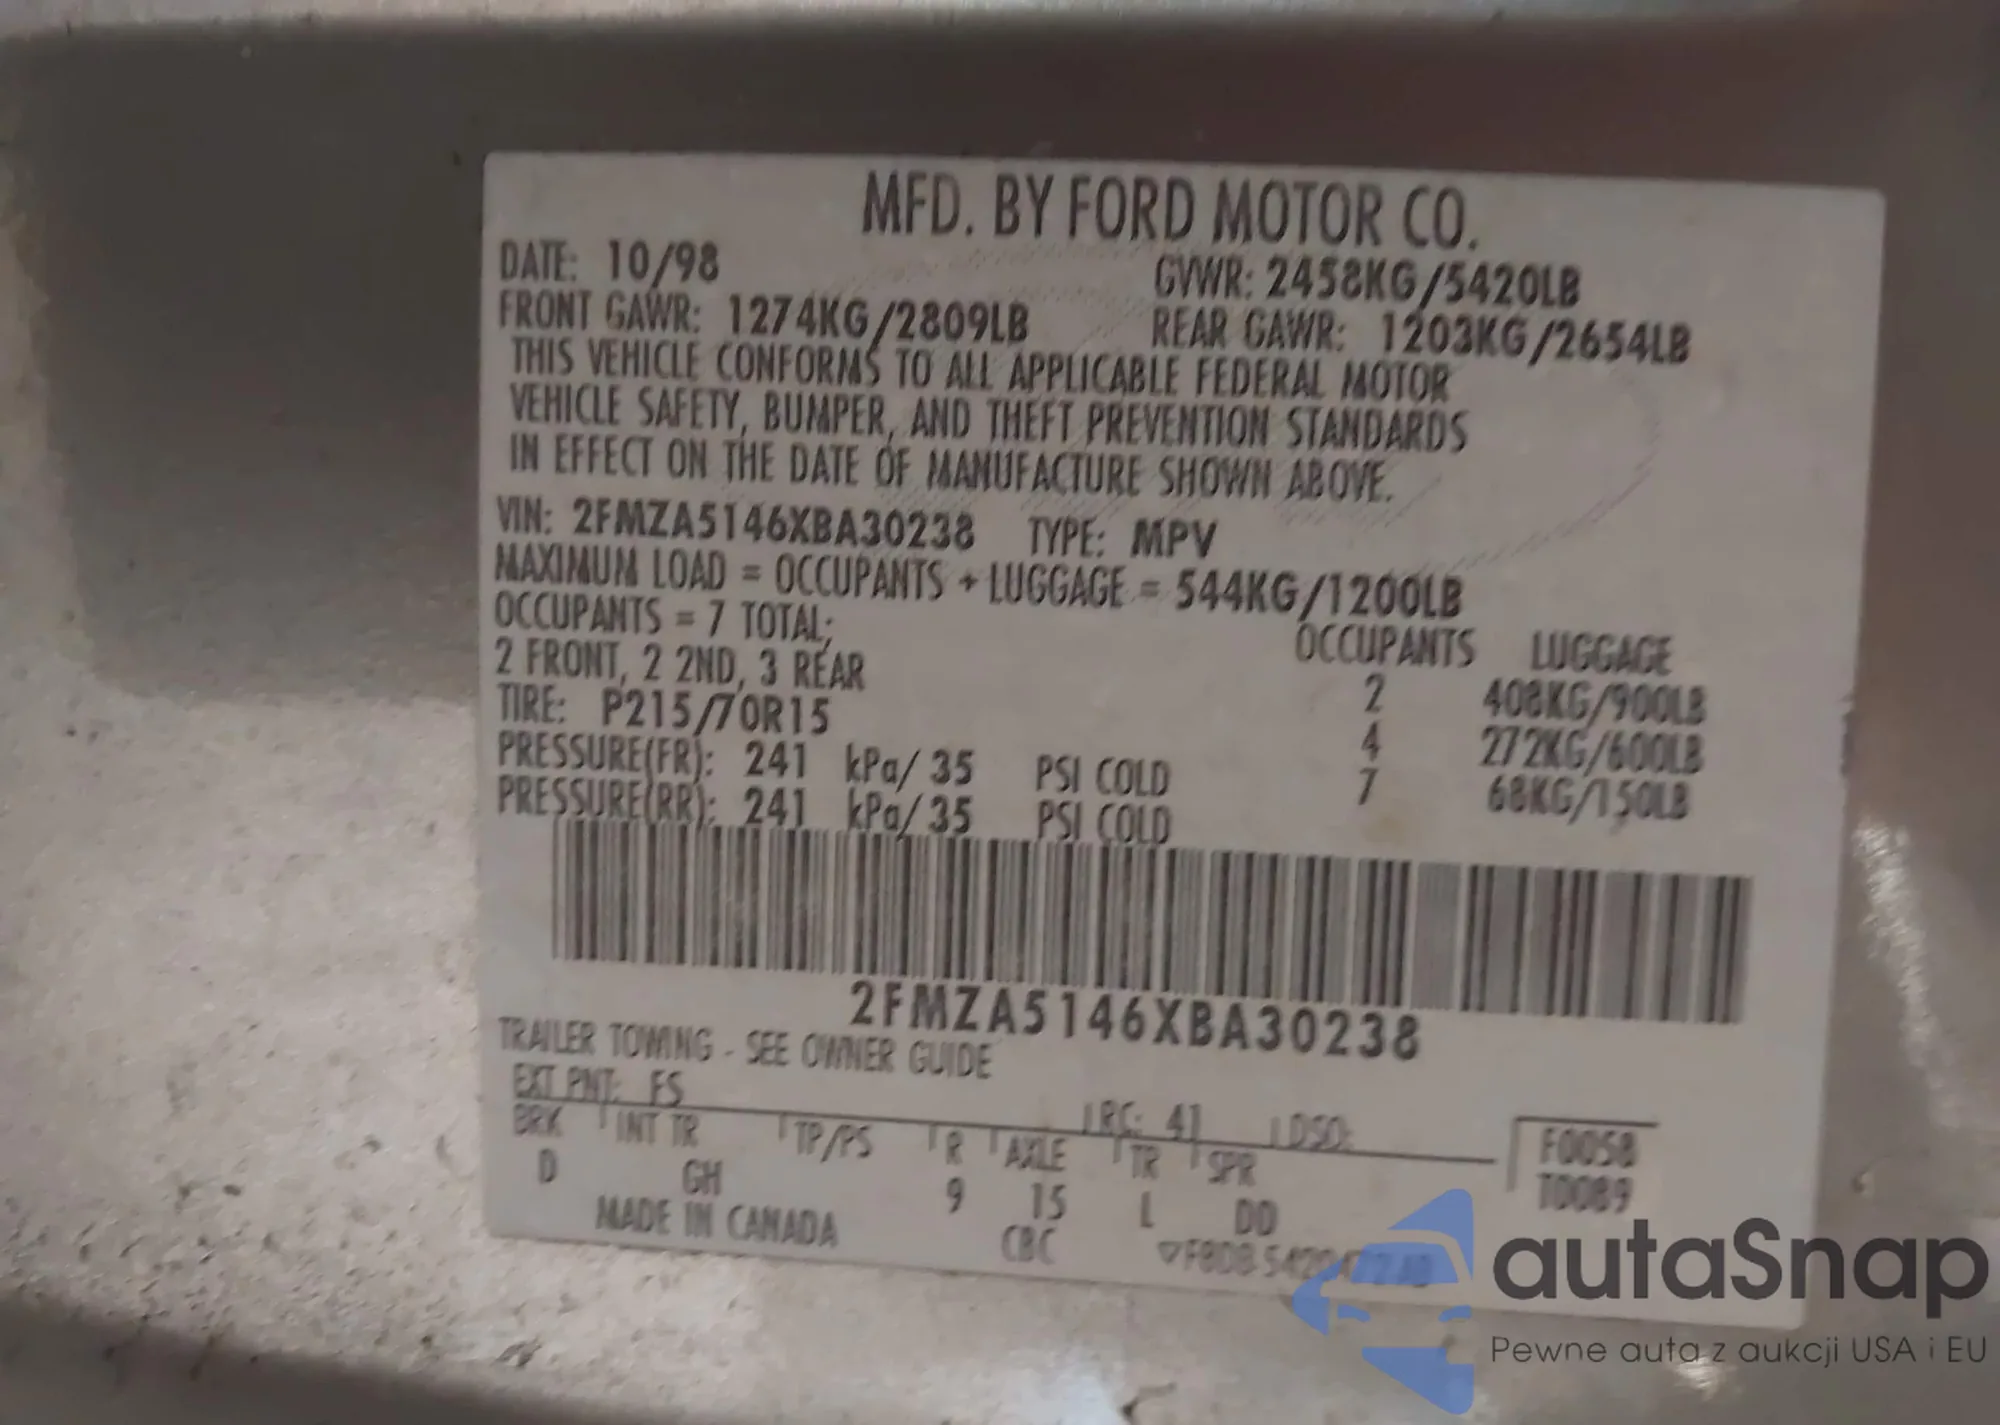 MFD. BY FORD MOTOR CO.
DATE: 10/98 GVWR: 2458KG/5420LB
FRONT GAWR: 1274KG/2809LB REAR GAWR: 1203KG/2654LB
THIS VEHICLE CONFORMS TO ALL APPLICABLE FEDERAL MOTOR
VEHICLE SAFETY, BUMPER, AND THEFT PREVENTION STANDARDS
IN EFFECT ON THE DATE OF MANUFACTURE SHOWN ABOVE.
VIN: 2FMZA5146XBA30238 TYPE: MPV
MAXIMUM LOAD = OCCUPANTS + LUGGAGE = 544KG/1200LB
OCCUPANTS = 7 TOTAL; OCCUPANTS LUGGAGE
2 FRONT, 2 2ND, 3 REAR 2 408KG/900LB
TIRE: P215/70R15 4 272KG/600LB
PRESSURE(FR): 241 kPa/ 35 PSI COLD 7 68KG/150LB
PRESSURE(RR): 241 kPa/ 35 PSI COLD
2FMZA5146XBA30238
TRAILER TOWING - SEE OWNER GUIDE
EXT PNT: FS RC: 41 DSO:
BRK INT TR TP/PS R AXLE TR SPR F0058
D GH 9 15 L DD T0089
MADE IN CANADA CBC
autaSnap
Pewne auta z aukcji USA i EU